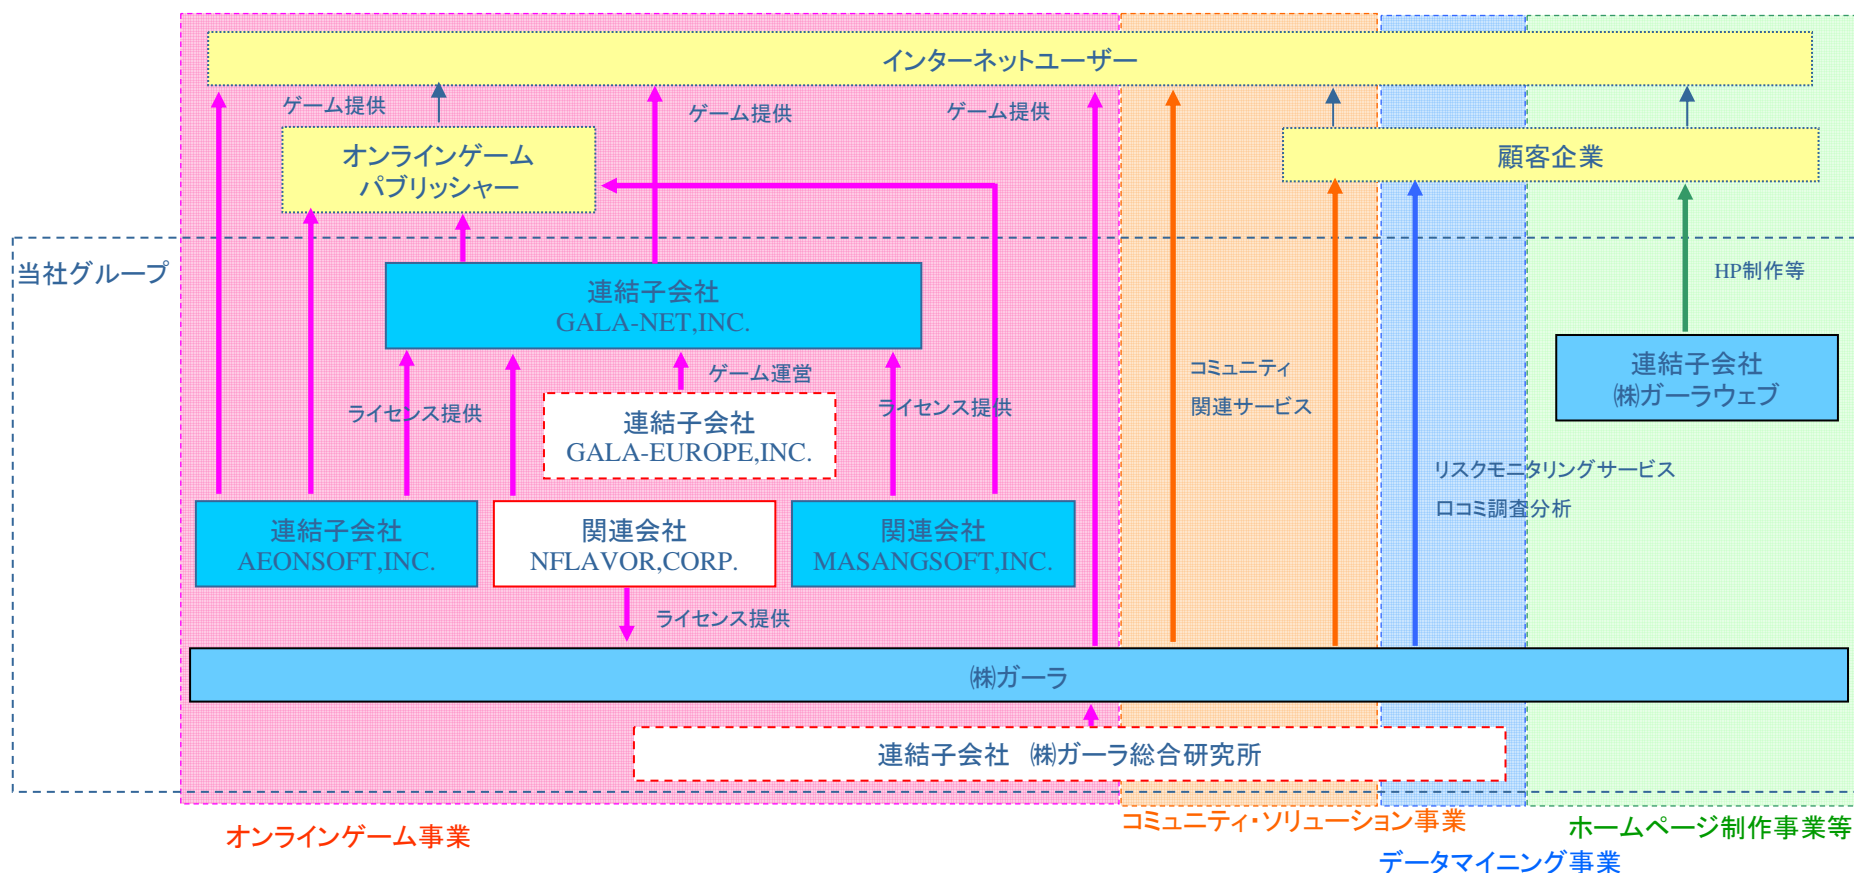 インターネットユーザー
ゲーム提供
ゲーム提供
ゲーム提供
オンラインゲーム
パブリッシャー
顧客企業
当社グループ
連結子会社
GALA-NET,INC.
HP制作等
ゲーム運営
ライセンス提供
ライセンス提供
連結子会社
GALA-EUROPE,INC.
コミュニティ
関連サービス
連結子会社
㈱ガーラウェブ
リスクモニタリングサービス
口コミ調査分析
連結子会社
AEONSOFT,INC.
関連会社
NFLAVOR,CORP.
関連会社
MASANGSOFT,INC.
ライセンス提供
㈱ガーラ
連結子会社 ㈱ガーラ総合研究所
オンラインゲーム事業
コミュニティ・ソリューション事業
ホームページ制作事業等
データマイニング事業